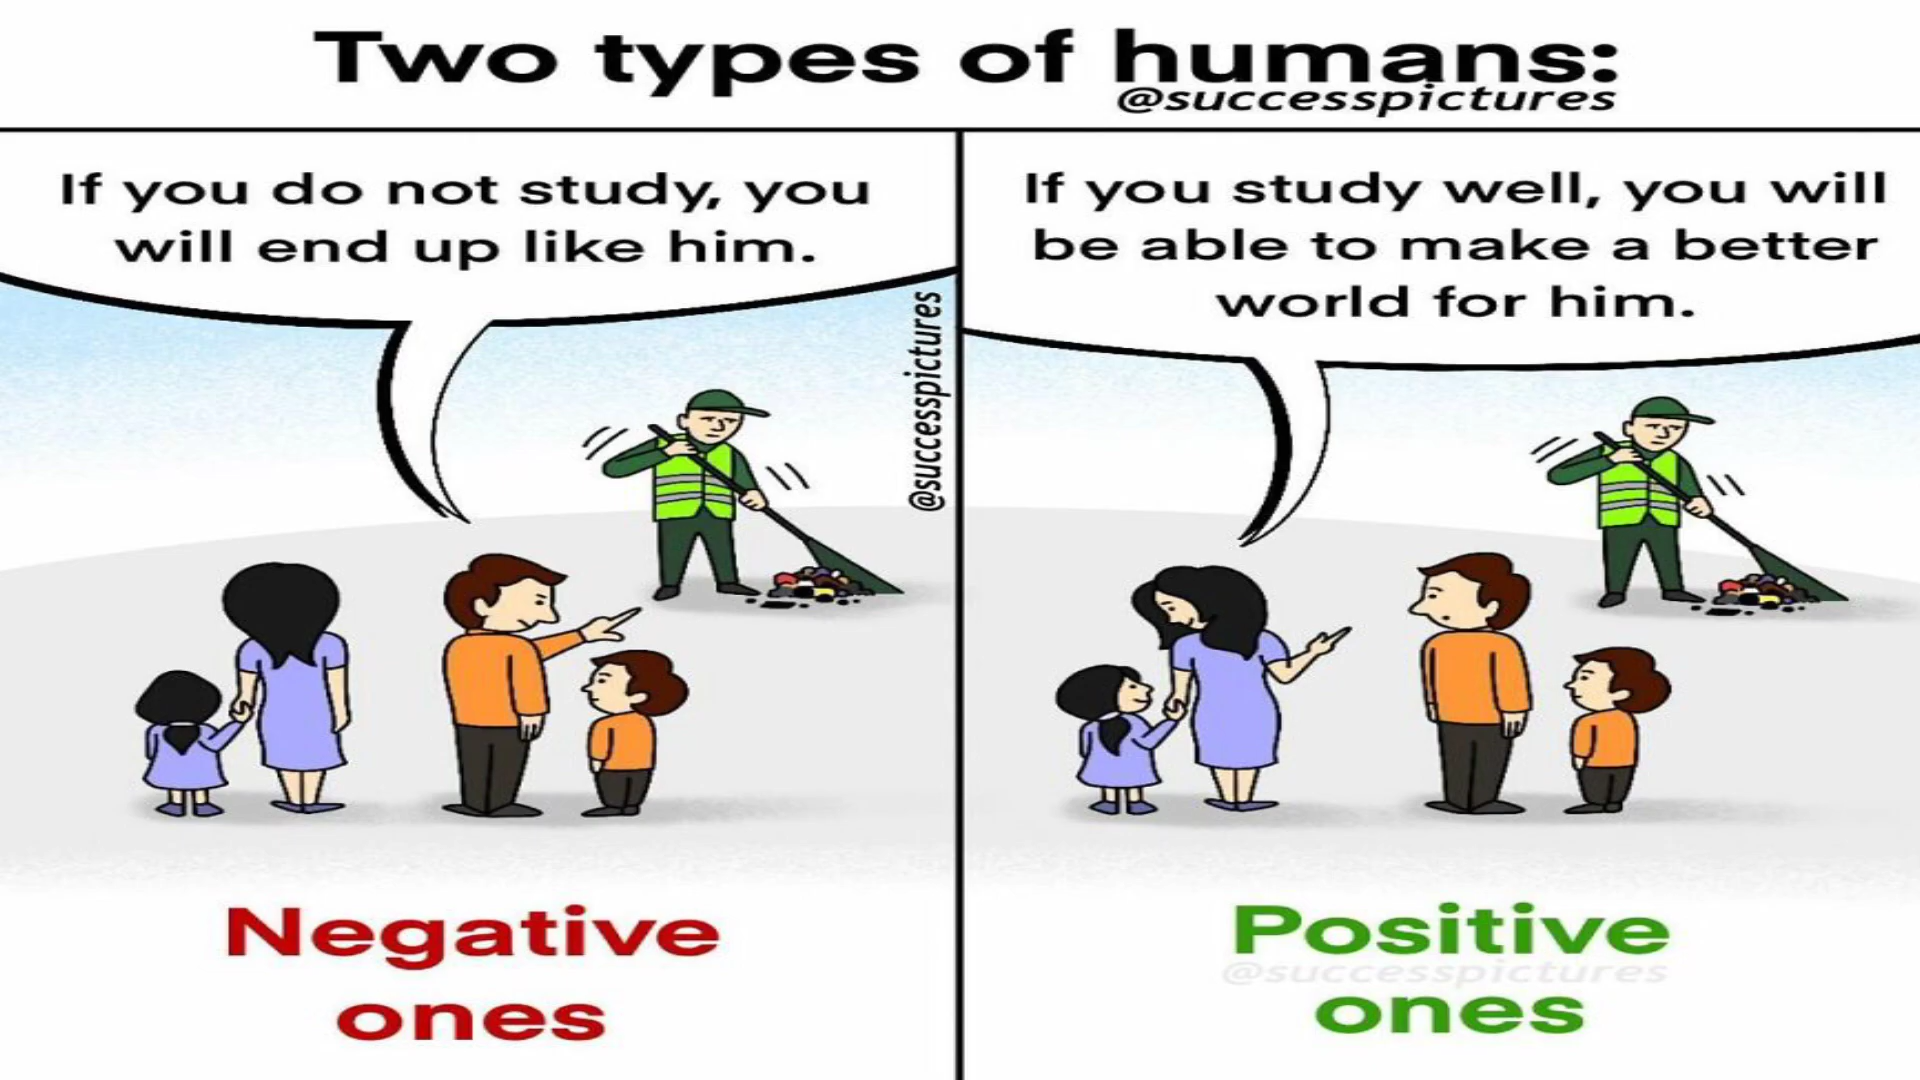 Two types of humans:
@successpictures
If you do not study, you
will end up like him.
@successpictures
Negative
ones
If you study well, you will
be able to make a better
world for him.
Positive
@successpictures
ones